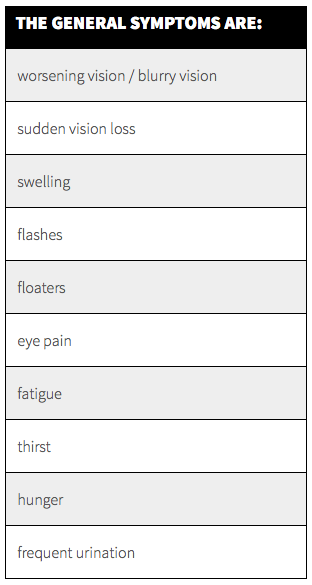 THE GENERAL SYMPTOMS ARE:
worsening vision / blurry vision
sudden vision loss
swelling
flashes
floaters
eye pain
fatigue
thirst
hunger
frequent urination